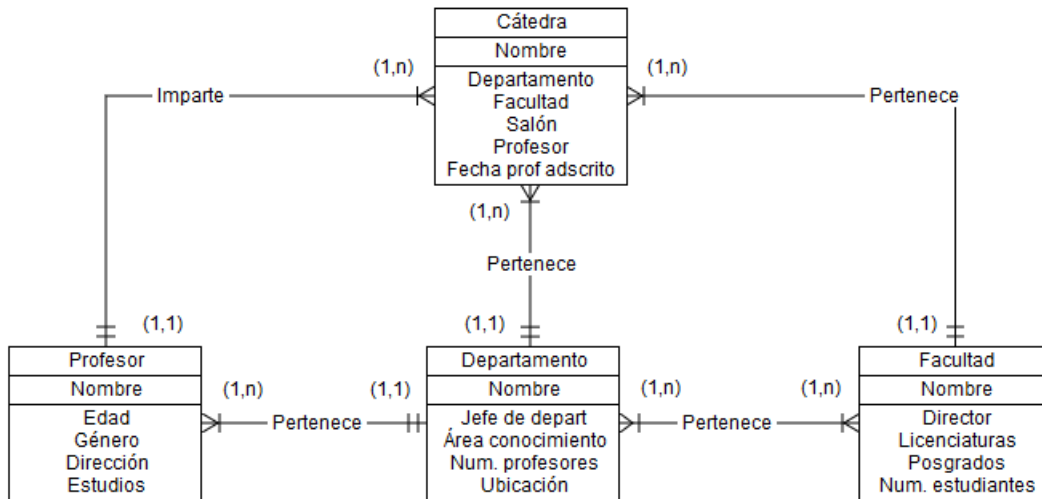 Cátedra
Nombre
Departamento
Facultad
Salón
Profesor
Fecha prof adscrito
(1,n)
(1,n)
Imparte
Pertenece
(1,n)
Pertenece
(1,1)
(1,1)
(1,1)
Profesor
Nombre
Edad
Género
Dirección
Estudios
(1,n)
(1,1)
Pertenece
Departamento
Nombre
Jefe de depart
Área conocimiento
Num. profesores
Ubicación
(1,n)
(1,n)
Pertenece
Facultad
Nombre
Director
Licenciaturas
Posgrados
Num. estudiantes